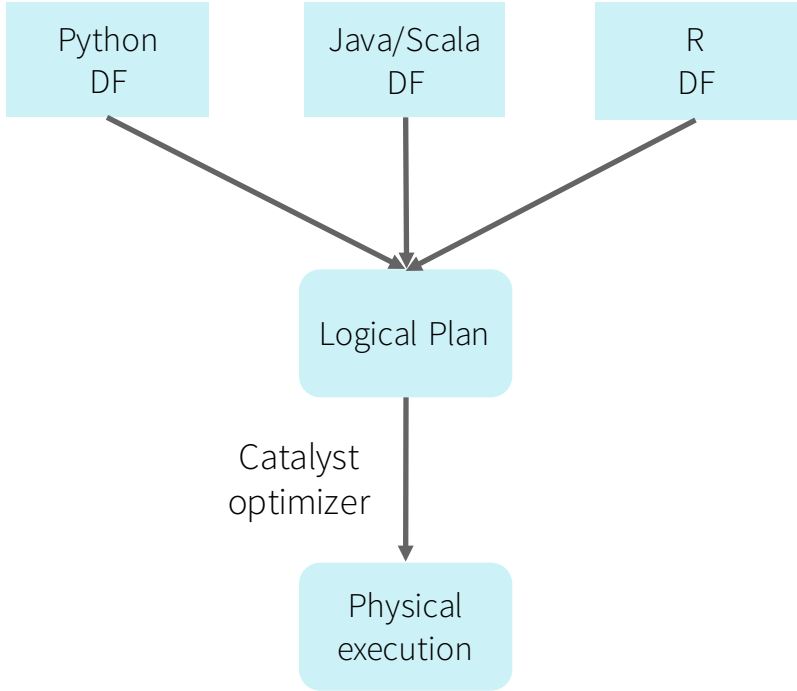 Python
DF
Java/Scala
DF
R
DF
Logical Plan
Catalyst
optimizer
Physical
execution